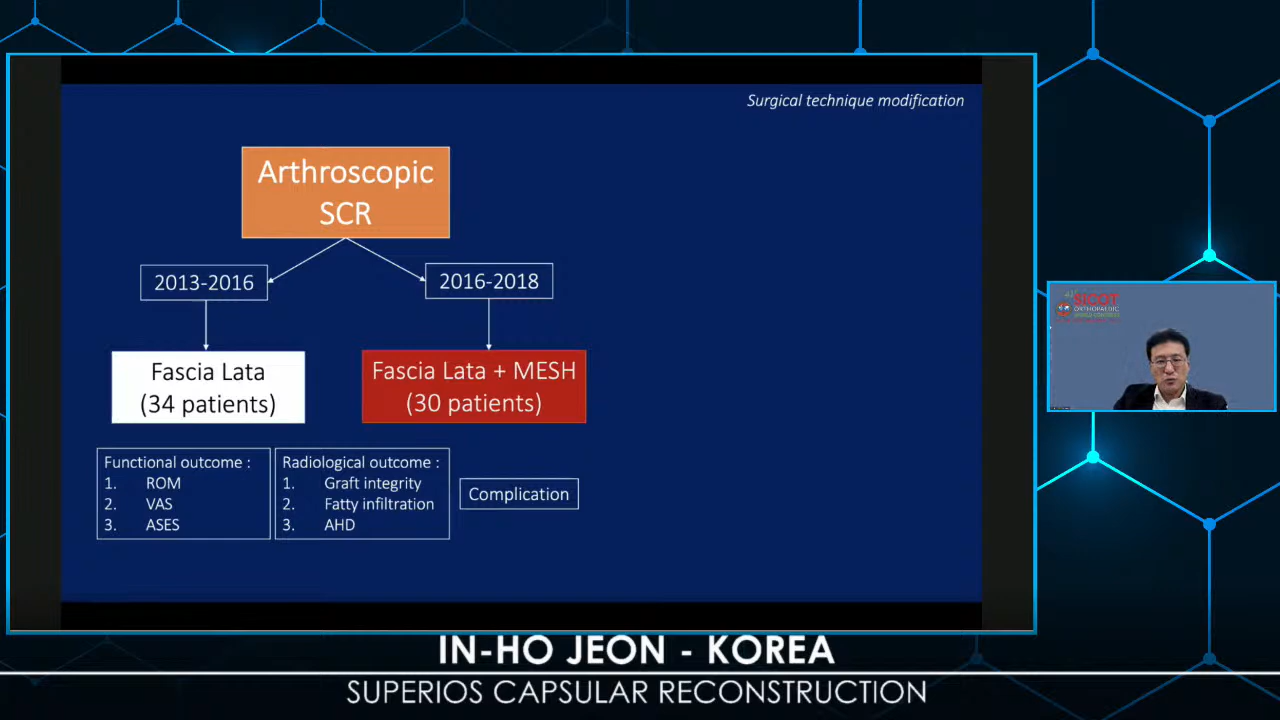 Surgical technique modification
Arthroscopic
SCR
2013-2016
2016-2018
Fascia Lata
(34 patients)
Fascia Lata + MESH
(30 patients)
Functional outcome :
1. ROM
2. VAS
3. ASES
Radiological outcome :
1. Graft integrity
2. Fatty infiltration
3. AHD
Complication
SICOT
ORTHOPAEDIC
IN-HO JEON - KOREA
SUPERIOS CAPSULAR RECONSTRUCTION